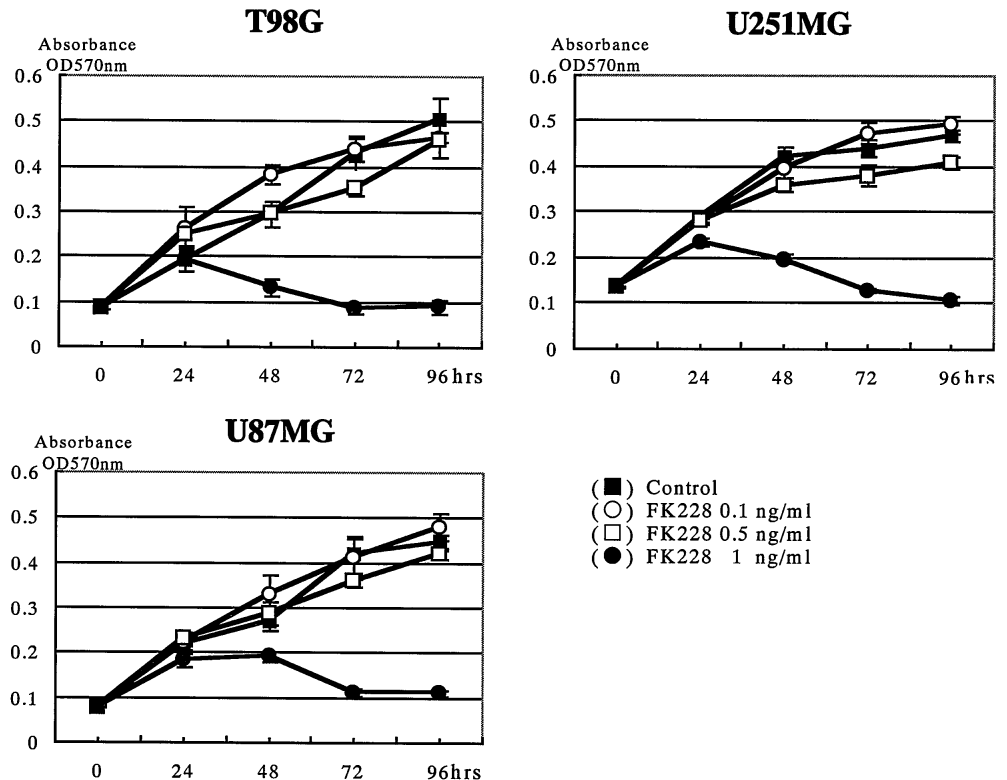 T98G
Absorbance
OD570nm
0.6
0.5
0.4
0.3
0.2
0.1
0
0 24 48 72 96hrs
U251MG
Absorbance
OD570nm
0.6
0.5
0.4
0.3
0.2
0.1
0
0 24 48 72 96hrs
U87MG
Absorbance
OD570nm
0.6
0.5
0.4
0.3
0.2
0.1
0
0 24 48 72 96hrs
(■) Control
(○) FK228 0.1 ng/ml
(□) FK228 0.5 ng/ml
(●) FK228 1 ng/ml